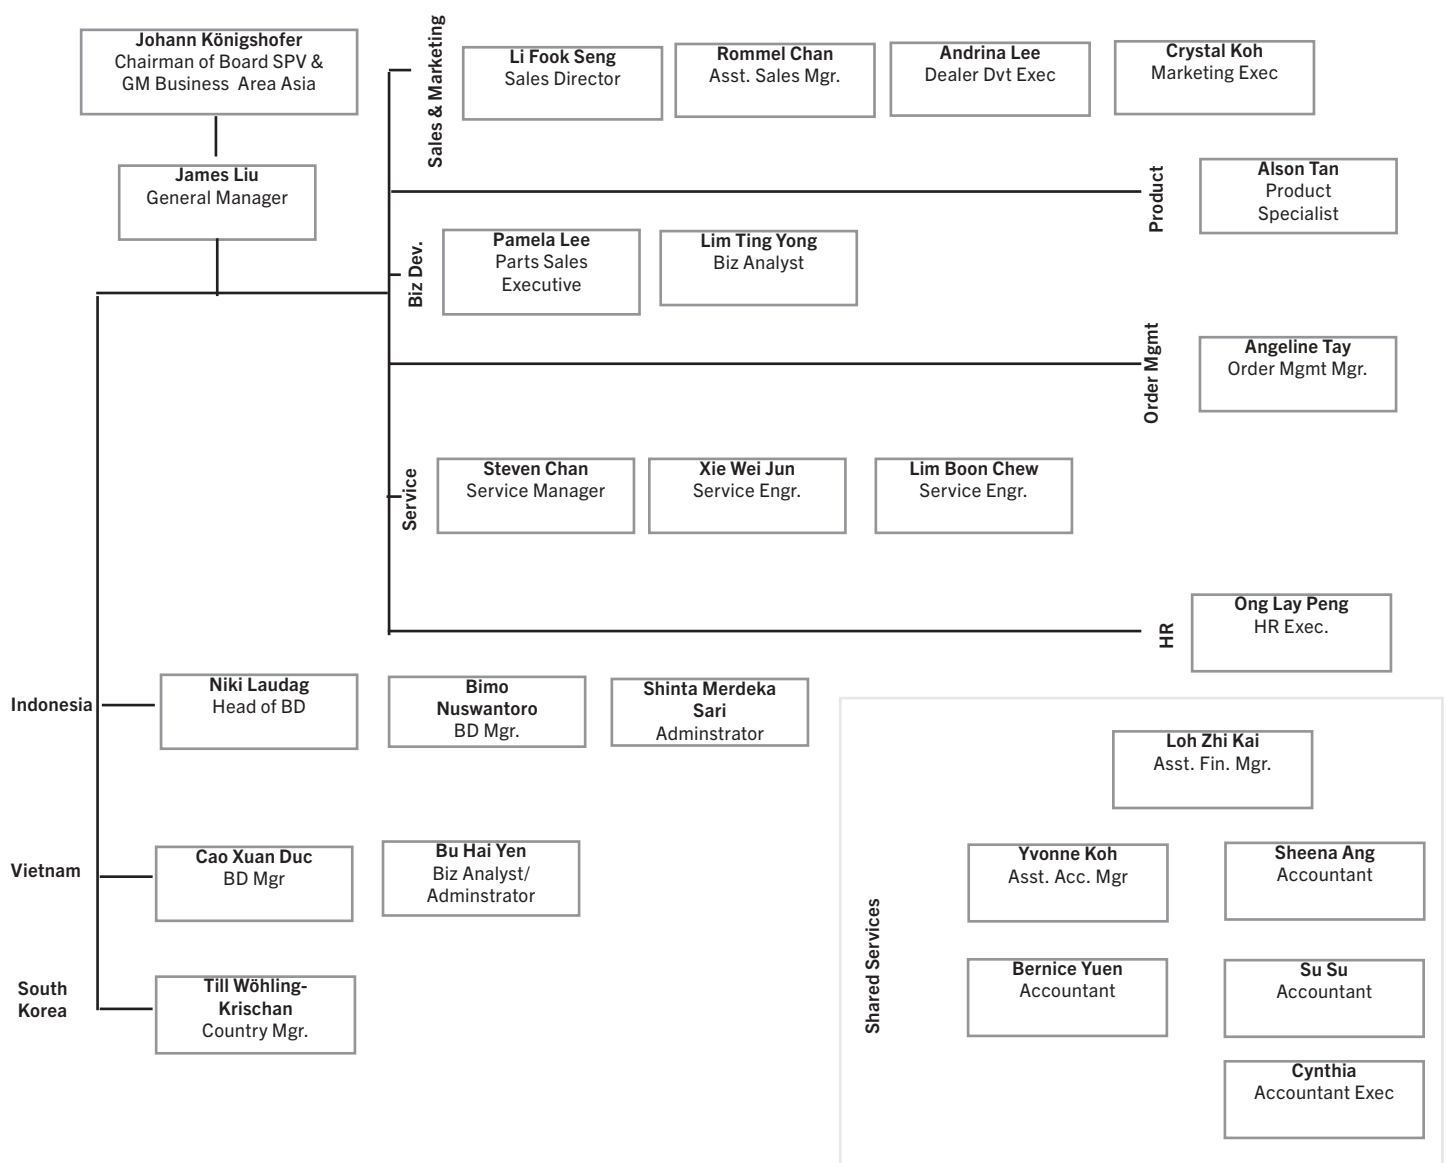 Johann Königshofer
Chairman of Board SPV &
GM Business Area Asia
James Liu
General Manager
Sales & Marketing
Li Fook Seng
Sales Director
Rommel Chan
Asst. Sales Mgr.
Andrina Lee
Dealer Dvt Exec
Crystal Koh
Marketing Exec
Product
Alson Tan
Product
Specialist
Biz Dev.
Pamela Lee
Parts Sales
Executive
Lim Ting Yong
Biz Analyst
Order Mgmt
Angeline Tay
Order Mgmt Mgr.
Service
Steven Chan
Service Manager
Xie Wei Jun
Service Engr.
Lim Boon Chew
Service Engr.
HR
Ong Lay Peng
HR Exec.
Indonesia
Niki Laudag
Head of BD
Bimo
Nuswantoro
BD Mgr.
Shinta Merdeka
Sari
Adminstrator
Vietnam
Cao Xuan Duc
BD Mgr
Bu Hai Yen
Biz Analyst/
Adminstrator
South
Korea
Till Wöhling-
Krischan
Country Mgr.
Shared Services
Loh Zhi Kai
Asst. Fin. Mgr.
Yvonne Koh
Asst. Acc. Mgr
Sheena Ang
Accountant
Bernice Yuen
Accountant
Su Su
Accountant
Cynthia
Accountant Exec